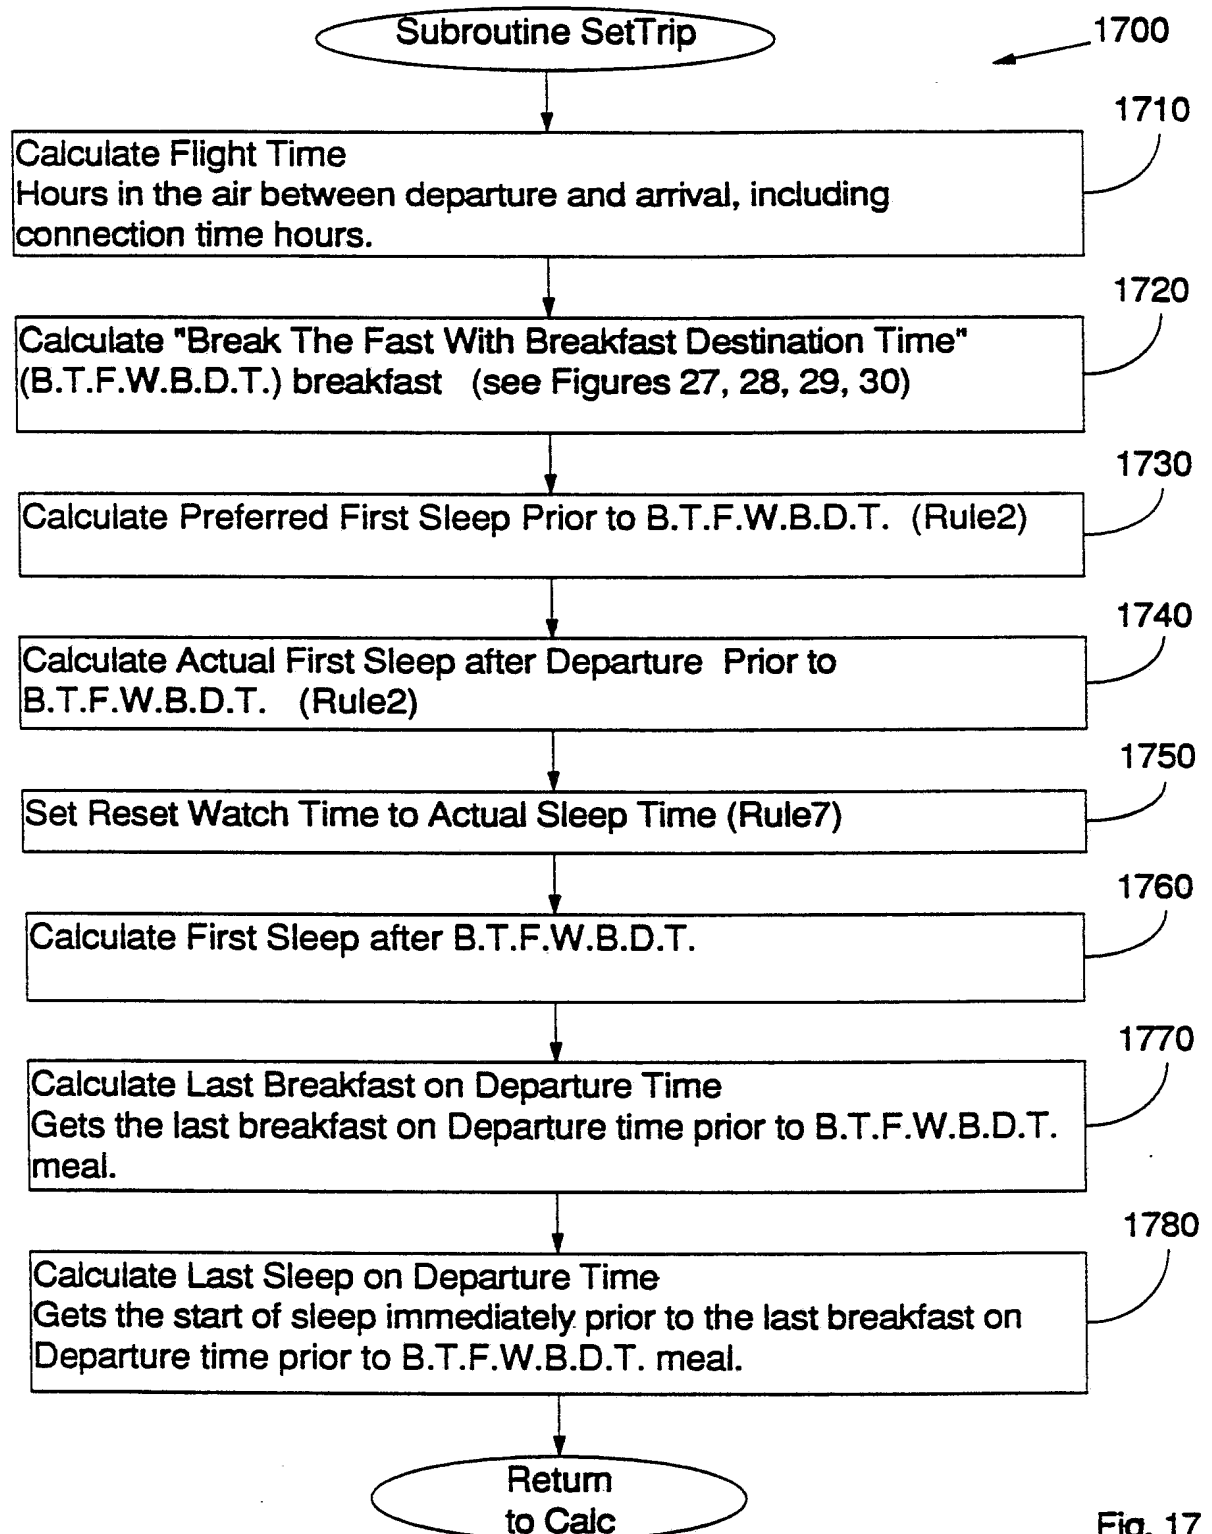 Subroutine SetTrip
1700
1710
Calculate Flight Time
Hours in the air between departure and arrival, including
connection time hours.
1720
Calculate "Break The Fast With Breakfast Destination Time"
(B.T.F.W.B.D.T.) breakfast (see Figures 27, 28, 29, 30)
1730
Calculate Preferred First Sleep Prior to B.T.F.W.B.D.T. (Rule2)
1740
Calculate Actual First Sleep after Departure Prior to
B.T.F.W.B.D.T. (Rule2)
1750
Set Reset Watch Time to Actual Sleep Time (Rule7)
1760
Calculate First Sleep after B.T.F.W.B.D.T.
1770
Calculate Last Breakfast on Departure Time
Gets the last breakfast on Departure time prior to B.T.F.W.B.D.T.
meal.
1780
Calculate Last Sleep on Departure Time
Gets the start of sleep immediately prior to the last breakfast on
Departure time prior to B.T.F.W.B.D.T. meal.
Return
to Calc
Fig. 17